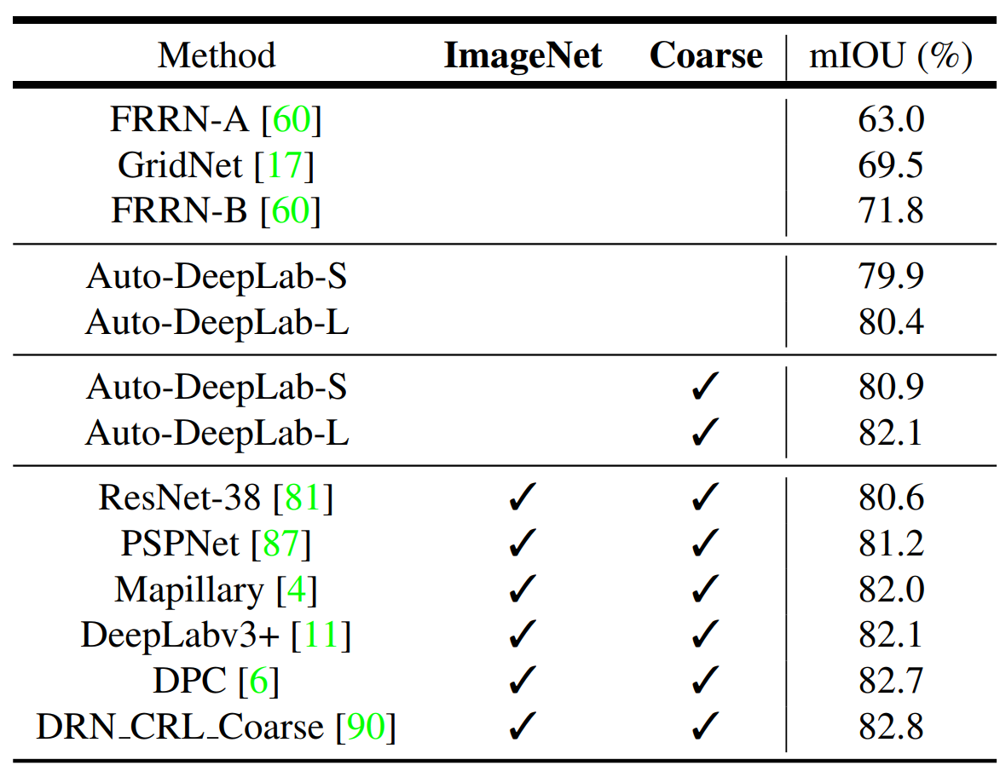 Method ImageNet Coarse mIOU (%)
FRRN-A [60] 63.0
GridNet [17] 69.5
FRRN-B [60] 71.8
Auto-DeepLab-S 79.9
Auto-DeepLab-L 80.4
Auto-DeepLab-S ✓ 80.9
Auto-DeepLab-L ✓ 82.1
ResNet-38 [81] ✓ ✓ 80.6
PSPNet [87] ✓ ✓ 81.2
Mapillary [4] ✓ ✓ 82.0
DeepLabv3+ [11] ✓ ✓ 82.1
DPC [6] ✓ ✓ 82.7
DRN_CRL_Coarse [90] ✓ ✓ 82.8